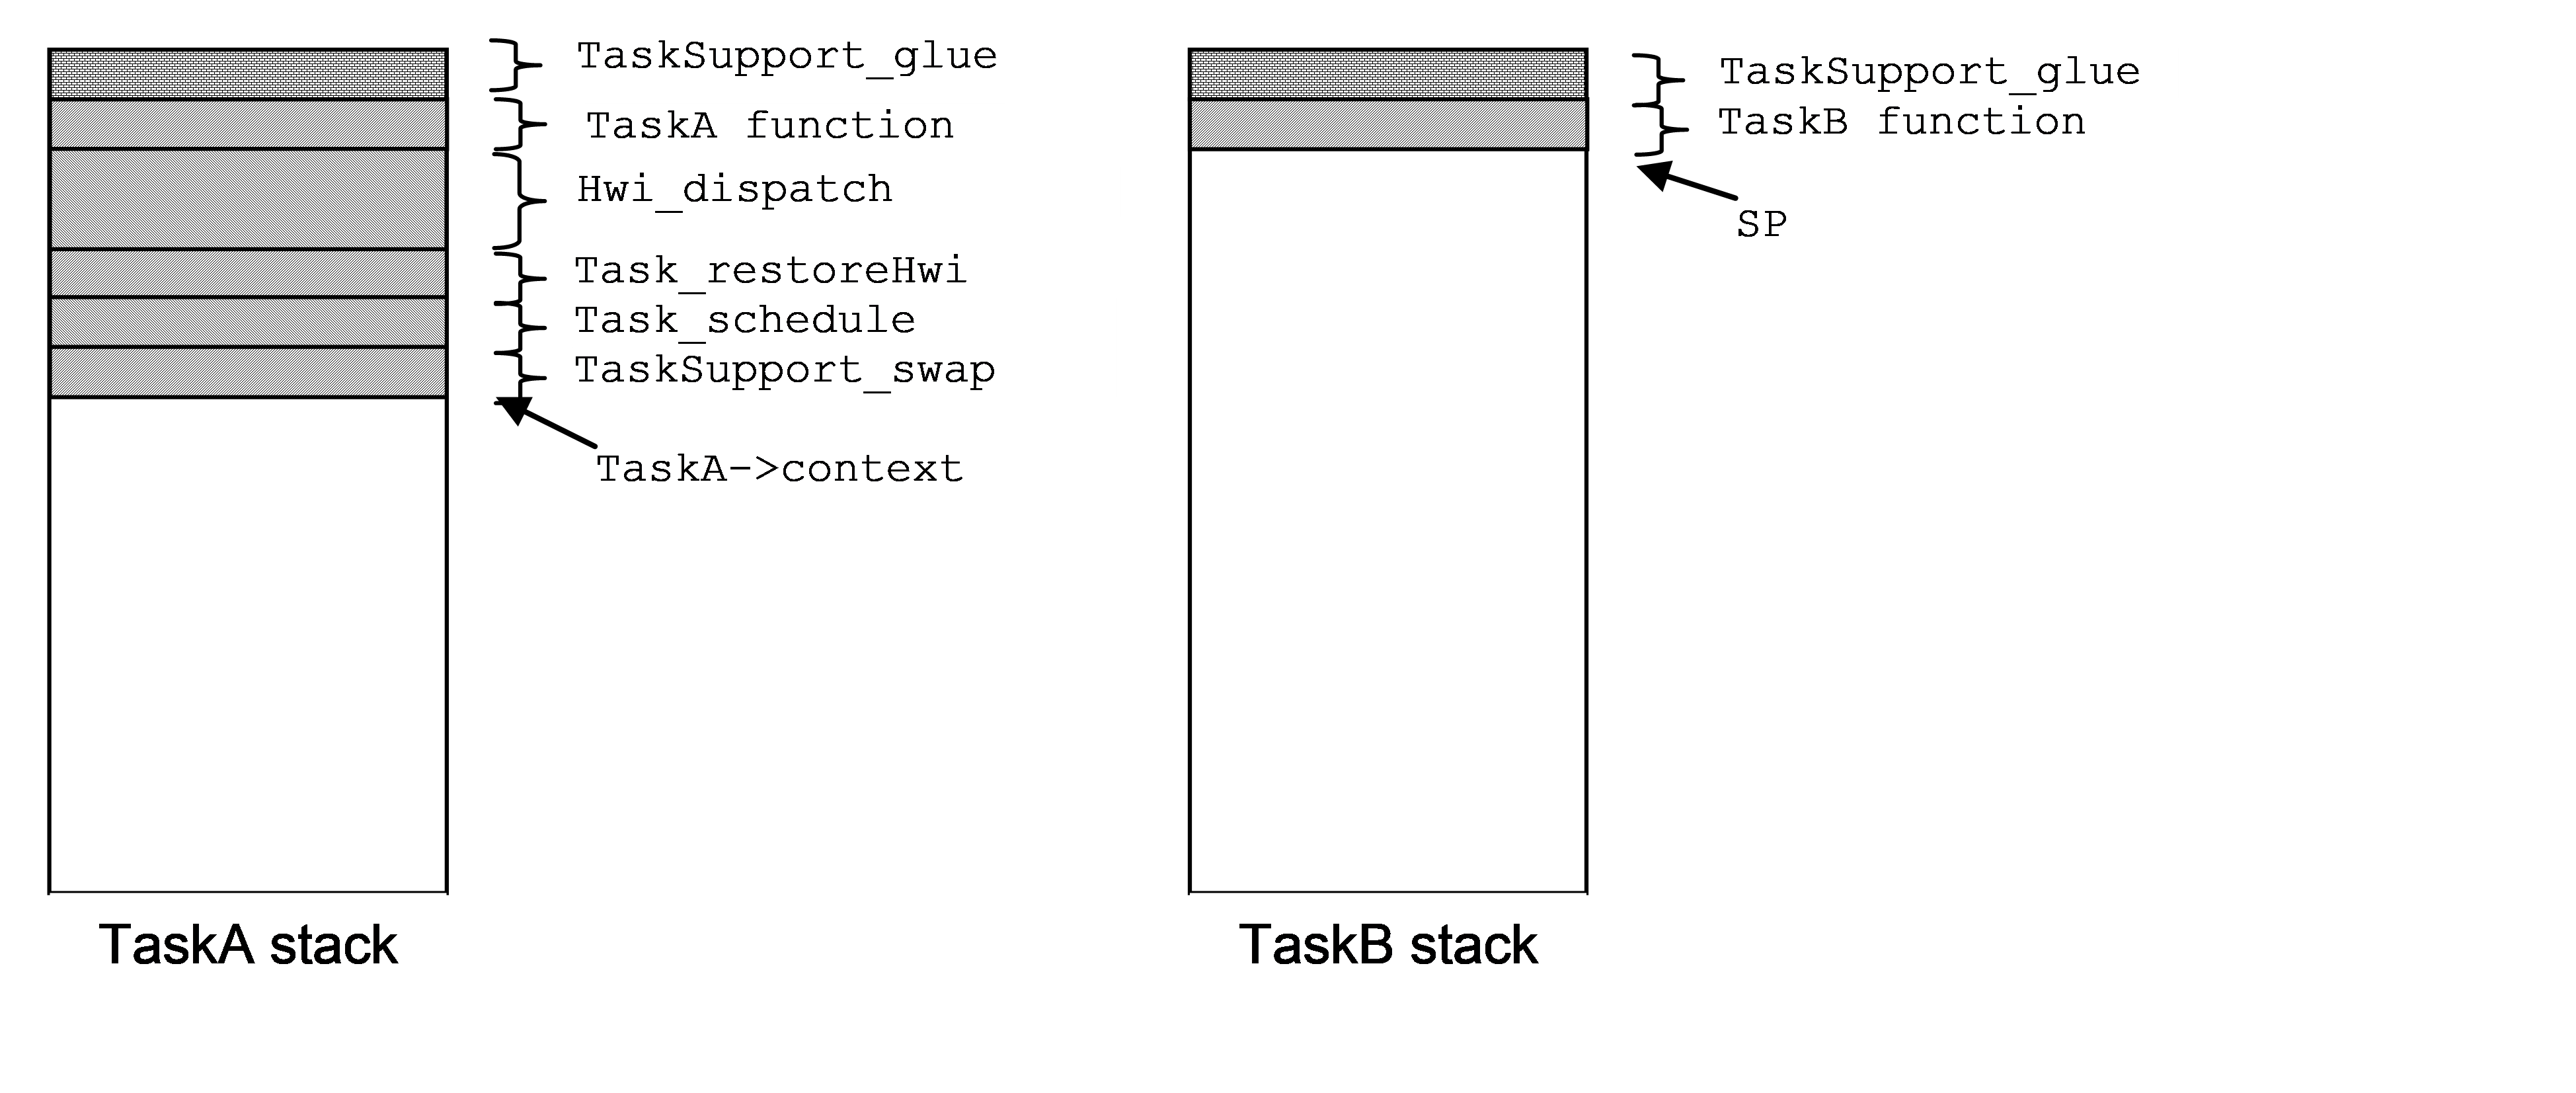 TaskSupport_glue
TaskA function
Hwi_dispatch
Task_restoreHwi
Task_schedule
TaskSupport_swap
TaskA->context
TaskA stack
TaskSupport_glue
TaskB function
SP
TaskB stack